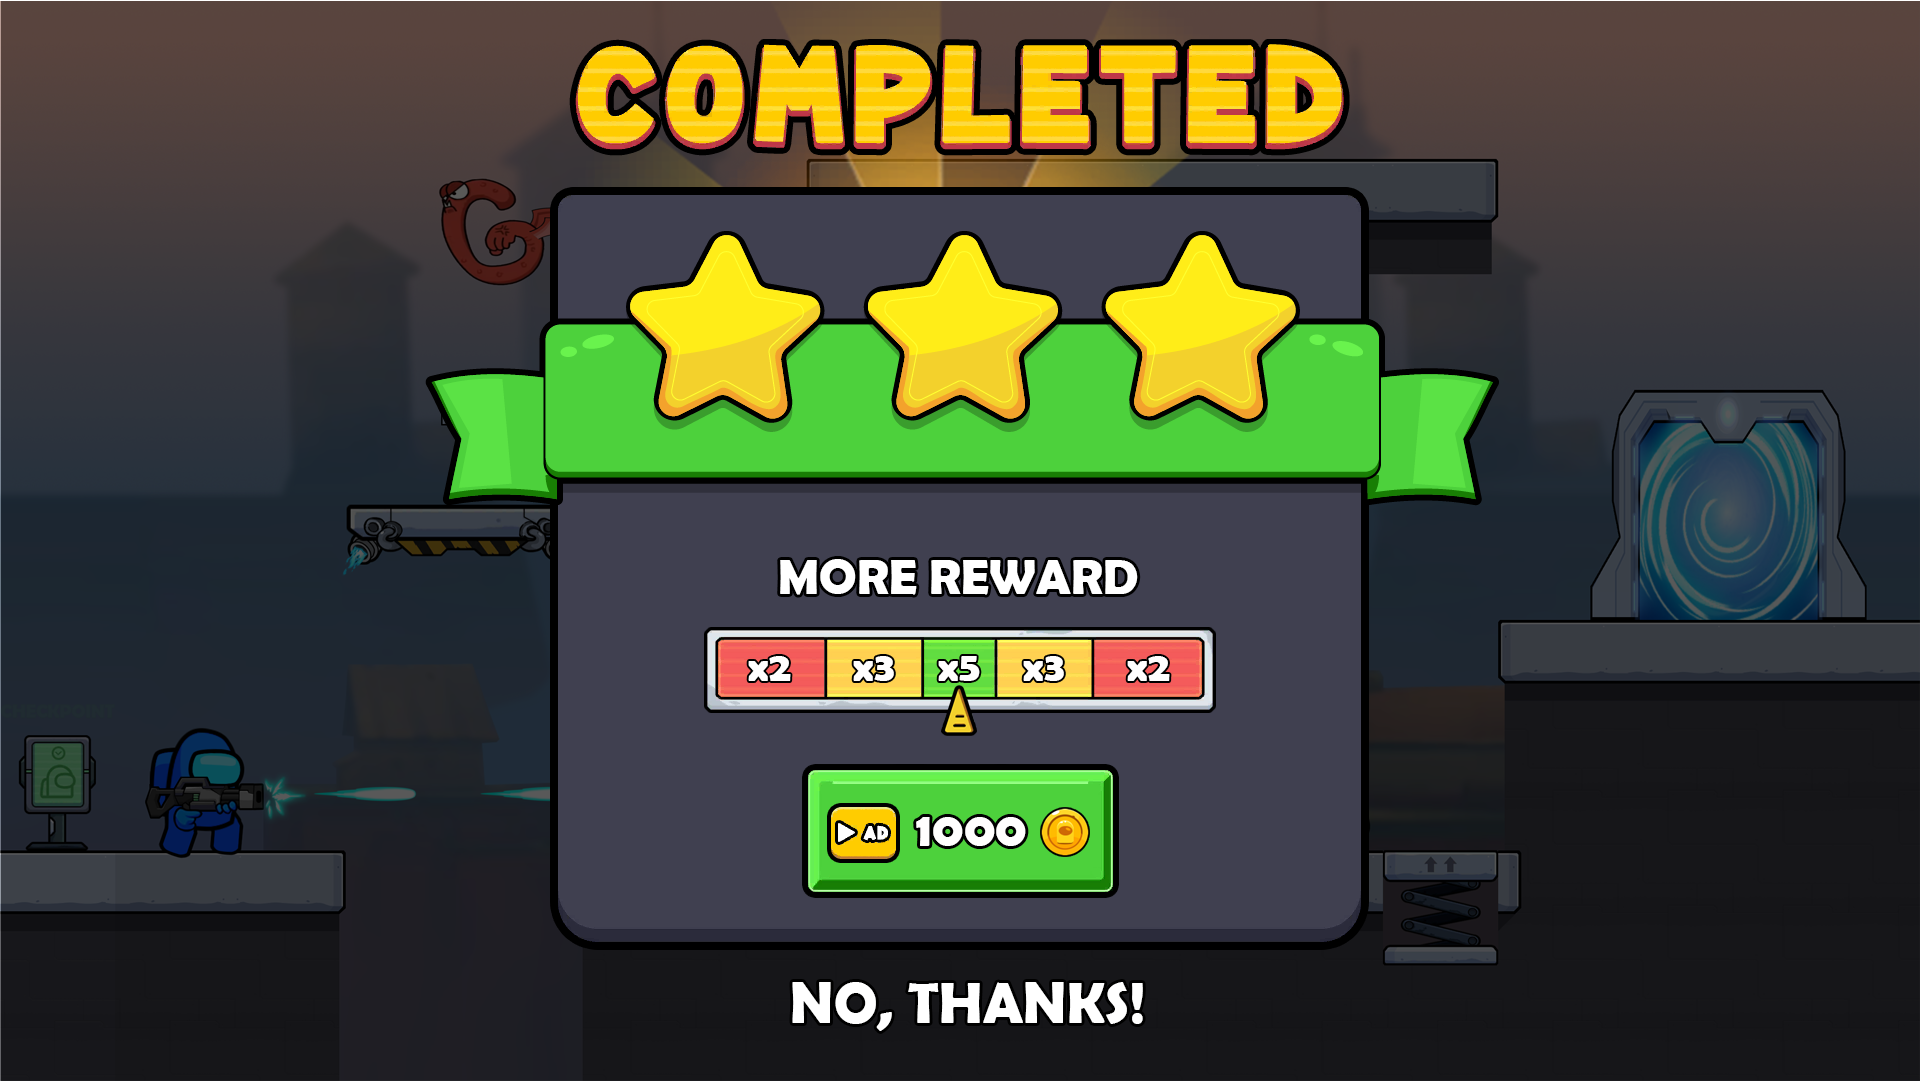 COMPLETED
MORE REWARD
x2 x3 x5 x3 x2
AD 1000
NO, THANKS!